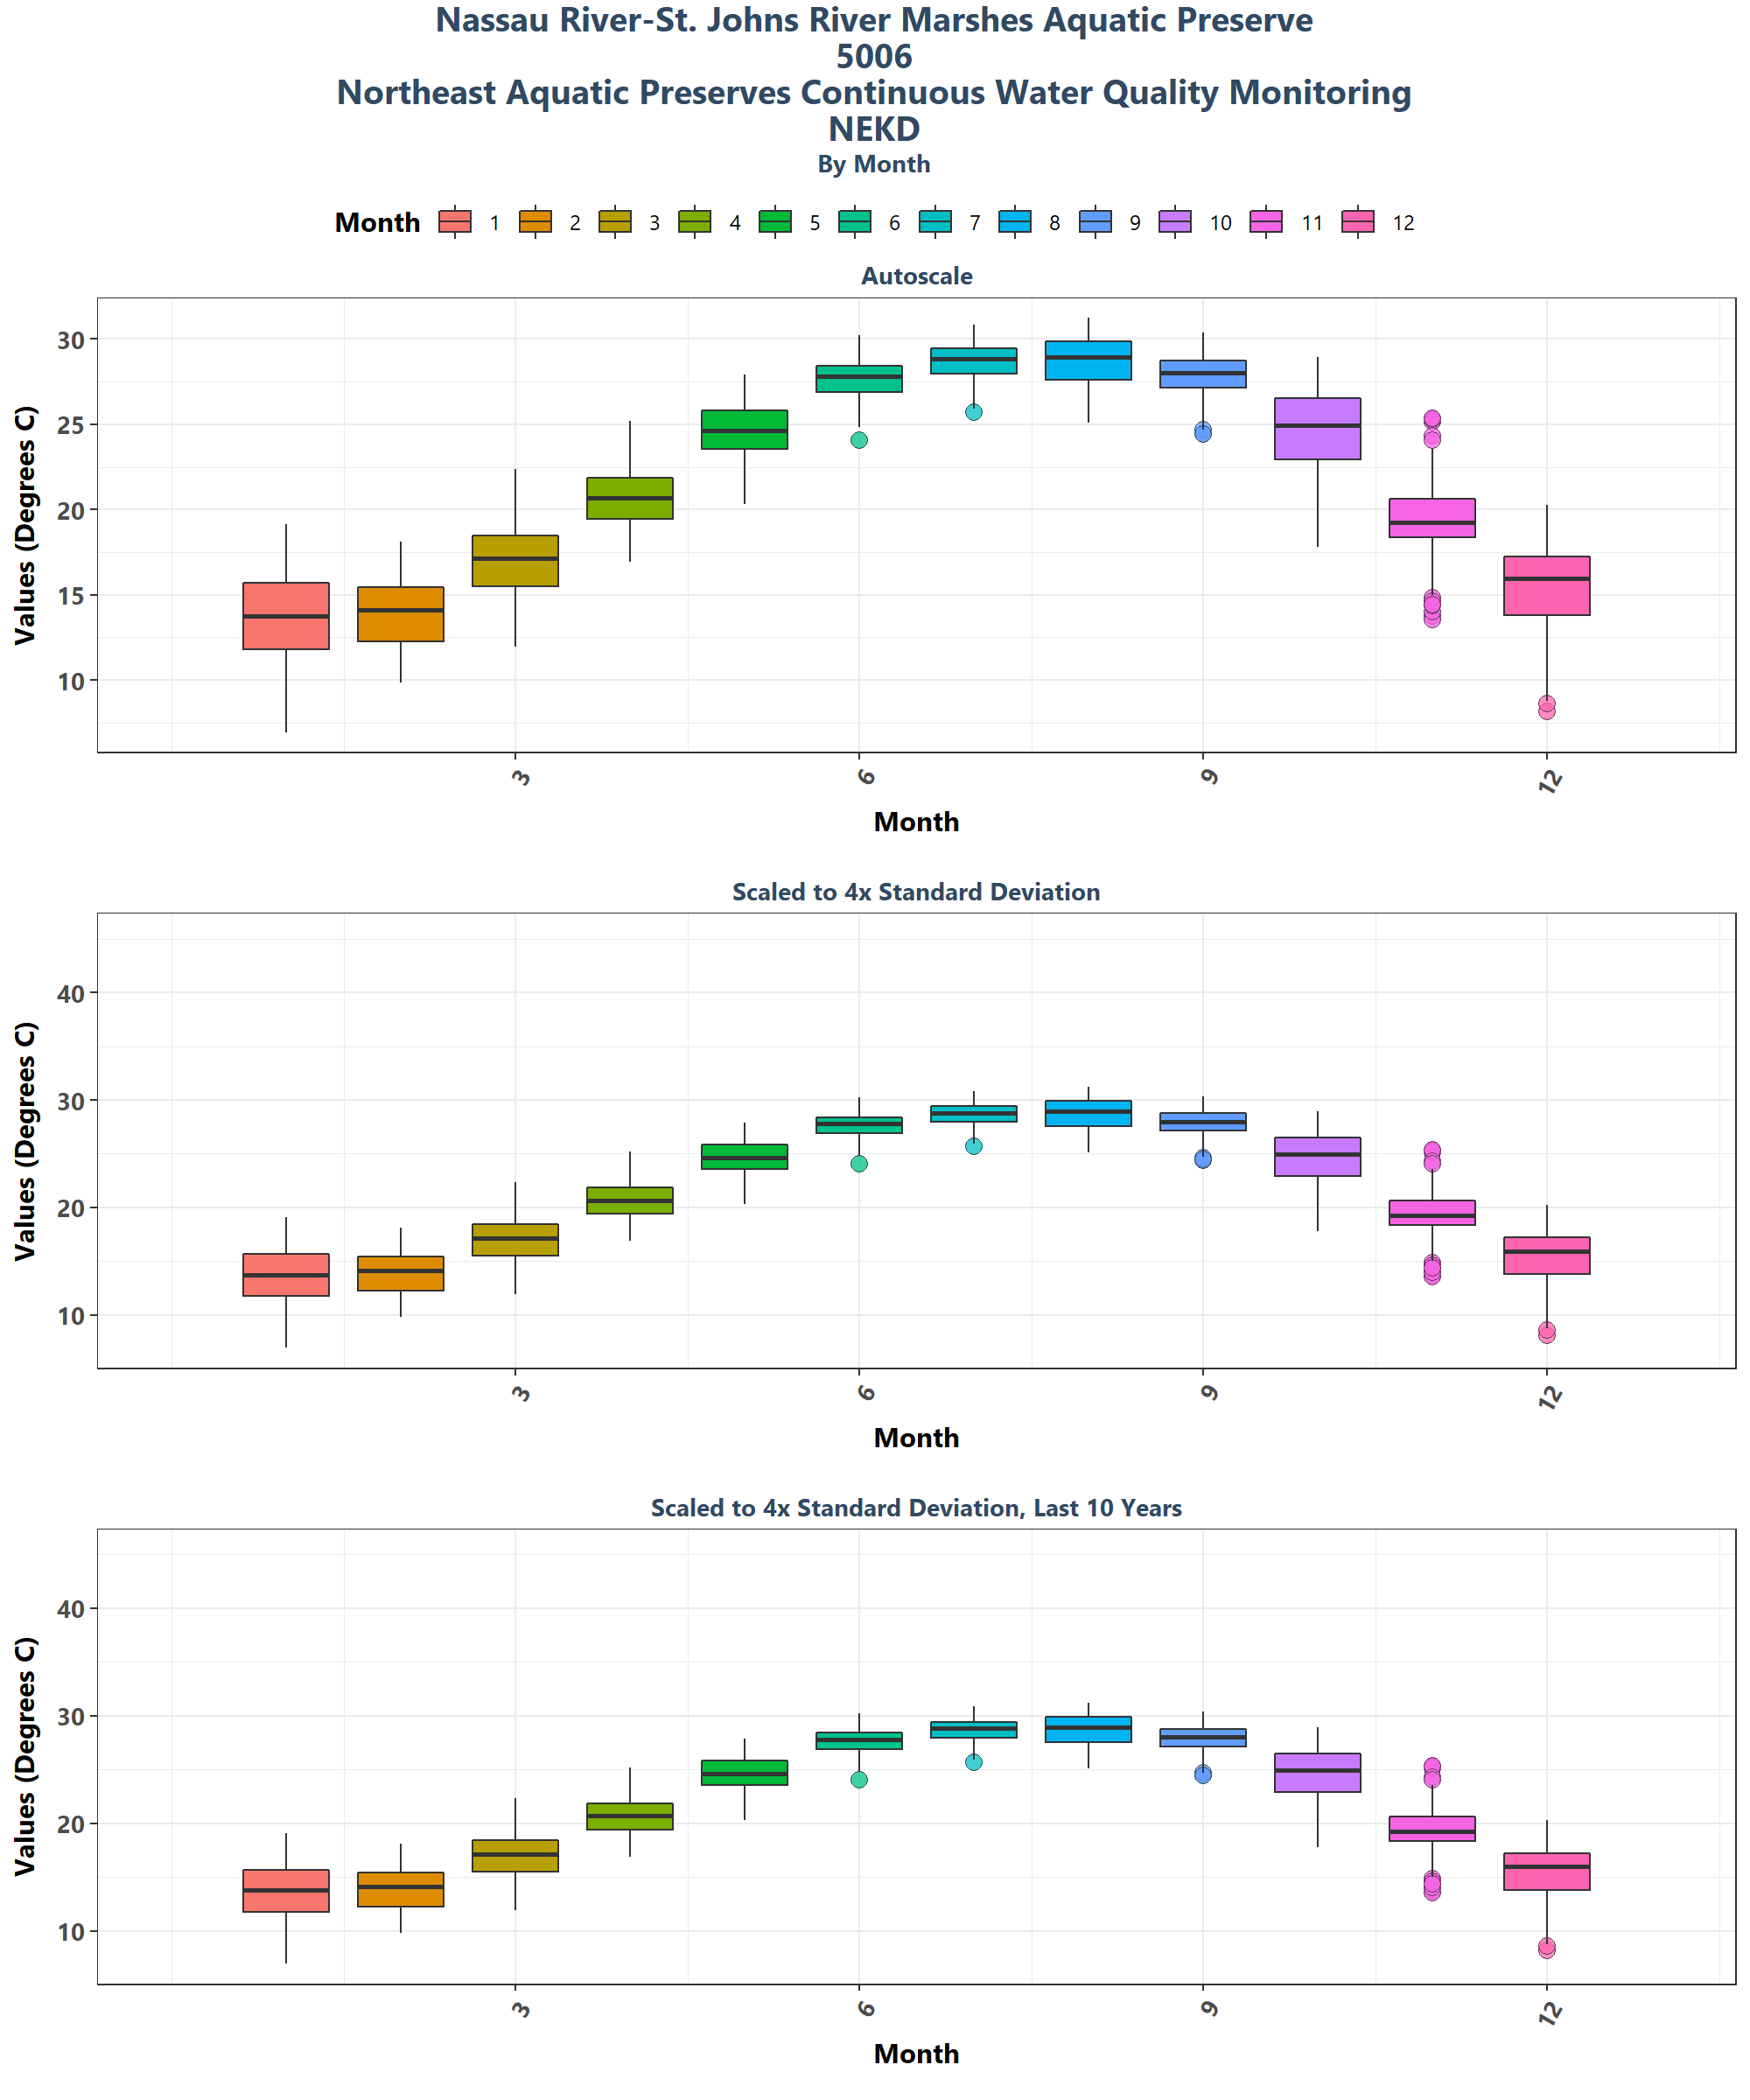 Nassau River-St. Johns River Marshes Aquatic Preserve
5006
Northeast Aquatic Preserves Continuous Water Quality Monitoring
NEKD
By Month
Month 1 2 3 4 5 6 7 8 9 10 11 12
Autoscale
Values (Degrees C)
30
25
20
15
10
3 6 9 12
Month
Scaled to 4x Standard Deviation
Values (Degrees C)
40
30
20
10
3 6 9 12
Month
Scaled to 4x Standard Deviation, Last 10 Years
Values (Degrees C)
40
30
20
10
3 6 9 12
Month